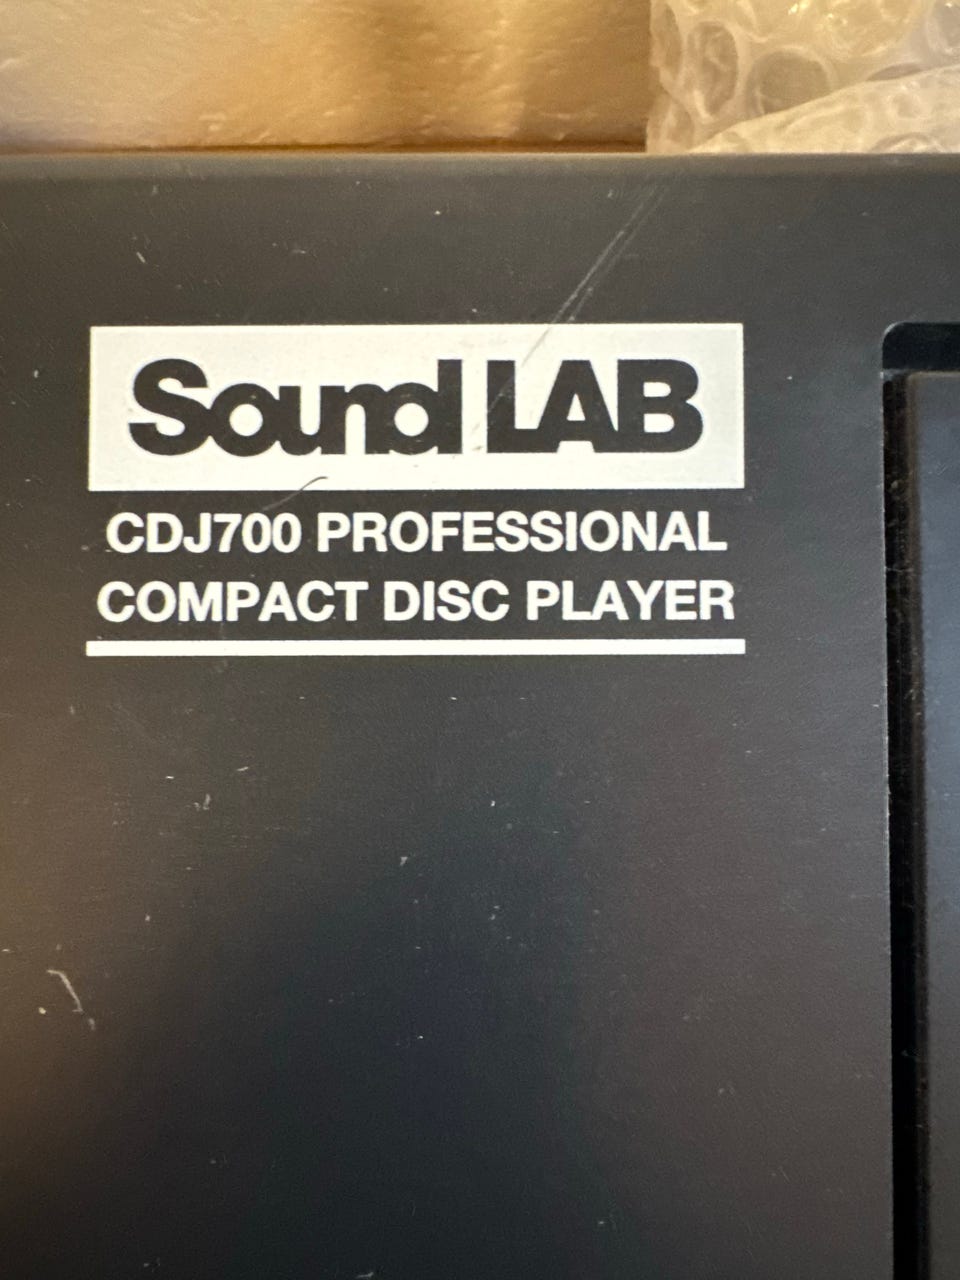 Sound LAB
CDJ700 PROFESSIONAL
COMPACT DISC PLAYER